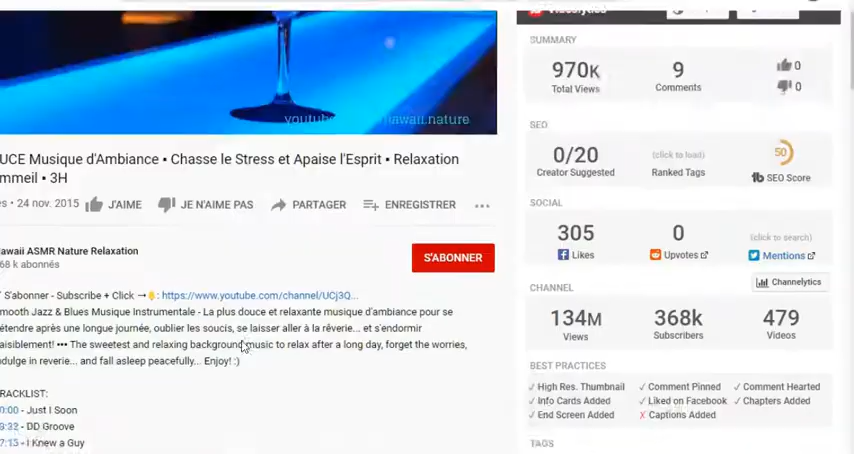 youtube hawaii.nature
UCE Musique d'Ambiance • Chasse le Stress et Apaise l'Esprit • Relaxation
mmeil • 3H
es • 24 nov. 2015 J'AIME JE N'AIME PAS PARTAGER ENREGISTRER ...
awaii ASMR Nature Relaxation
68 k abonnés
S'ABONNER
S'abonner - Subscribe + Click → : https://www.youtube.com/channel/UCj3Q...
mooth Jazz & Blues Musique Instrumentale - La plus douce et relaxante musique d'ambiance pour se
étendre après une longue journée, oublier les soucis, se laisser aller à la rêverie... et s'endormir
aisiblement! ••• The sweetest and relaxing background music to relax after a long day, forget the worries,
ndulge in reverie... and fall asleep peacefully... Enjoy! :)
RACKLIST:
0:00 - Just I Soon
9:32 - DD Groove
7:15 - I Knew a Guy
SUMMARY
970K 9 0
Total Views Comments 0
SEO
0/20 (click to load) 50
Creator Suggested Ranked Tags tb SEO Score
SOCIAL
305 0 (click to search)
Likes Upvotes Mentions
CHANNEL Channelytics
134M 368k 479
Views Subscribers Videos
BEST PRACTICES
✓ High Res. Thumbnail ✓ Comment Pinned ✓ Comment Hearted
✓ Info Cards Added ✓ Liked on Facebook ✓ Chapters Added
✓ End Screen Added X Captions Added
TAGS